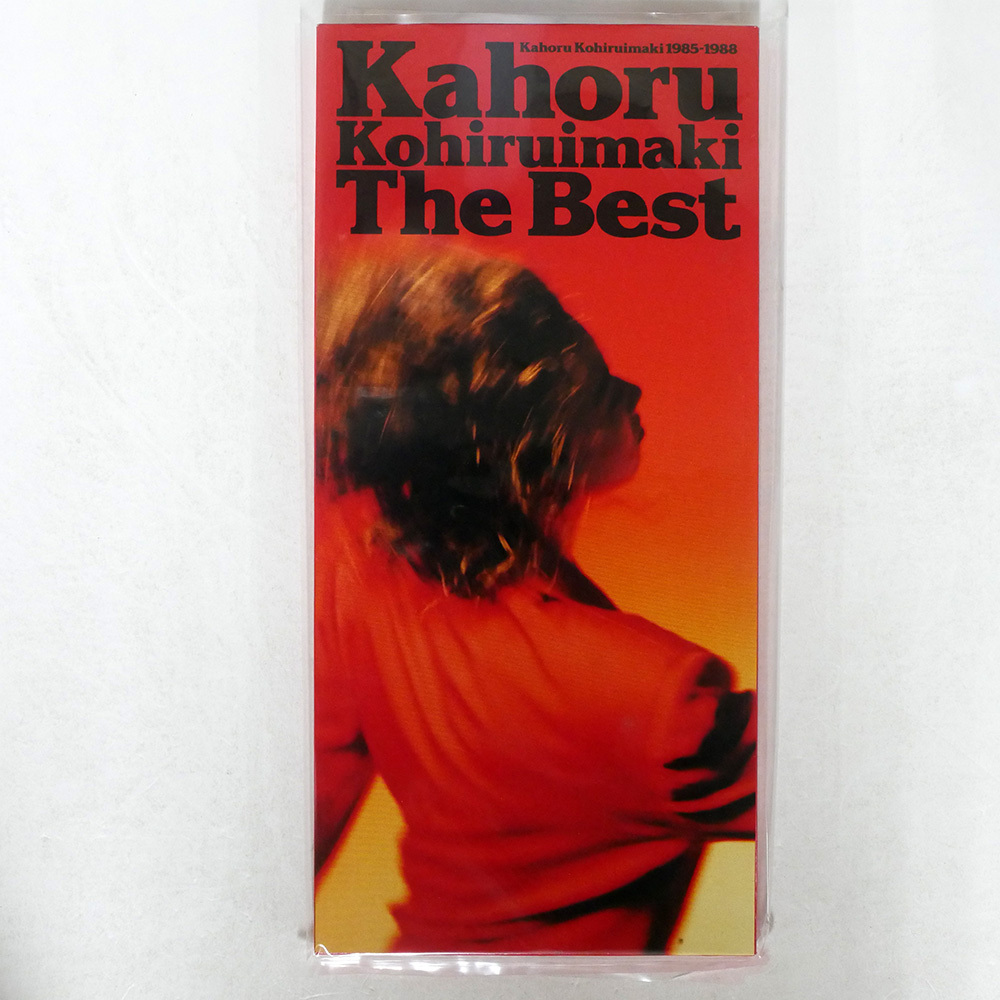 Kahoru Kohiruimaki 1985-1988
Kahoru
Kohiruimaki
The Best